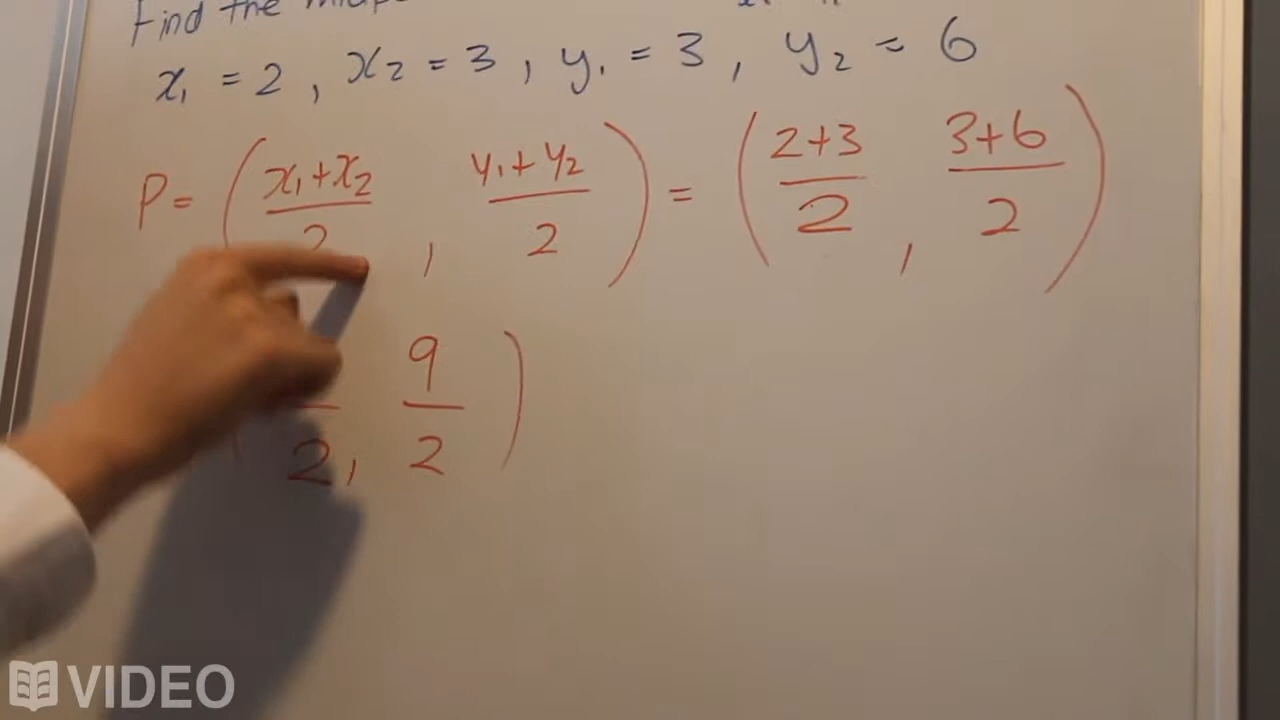 Find the
x₁ = 2 , x₂ = 3 , y₁ = 3 , y₂ = 6
P = ( x₁+x₂/2 , y₁+y₂/2 ) = ( 2+3/2 , 3+6/2 )
( /2 , 9/2 )
VIDEO